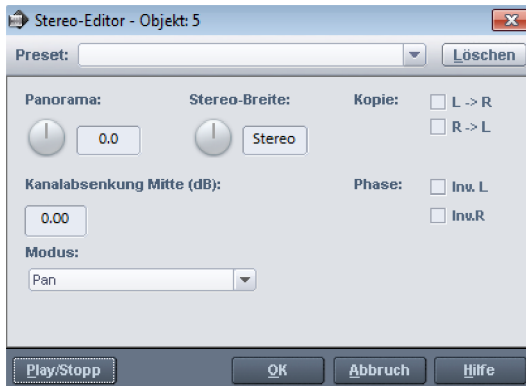 Stereo-Editor - Objekt: 5
Preset:
Löschen
Panorama: Stereo-Breite: Kopie: L -> R
0.0 Stereo R -> L
Kanalabsenkung Mitte (dB): Phase: Inv. L
0.00 Inv.R
Modus:
Pan
Play/Stopp OK Abbruch Hilfe